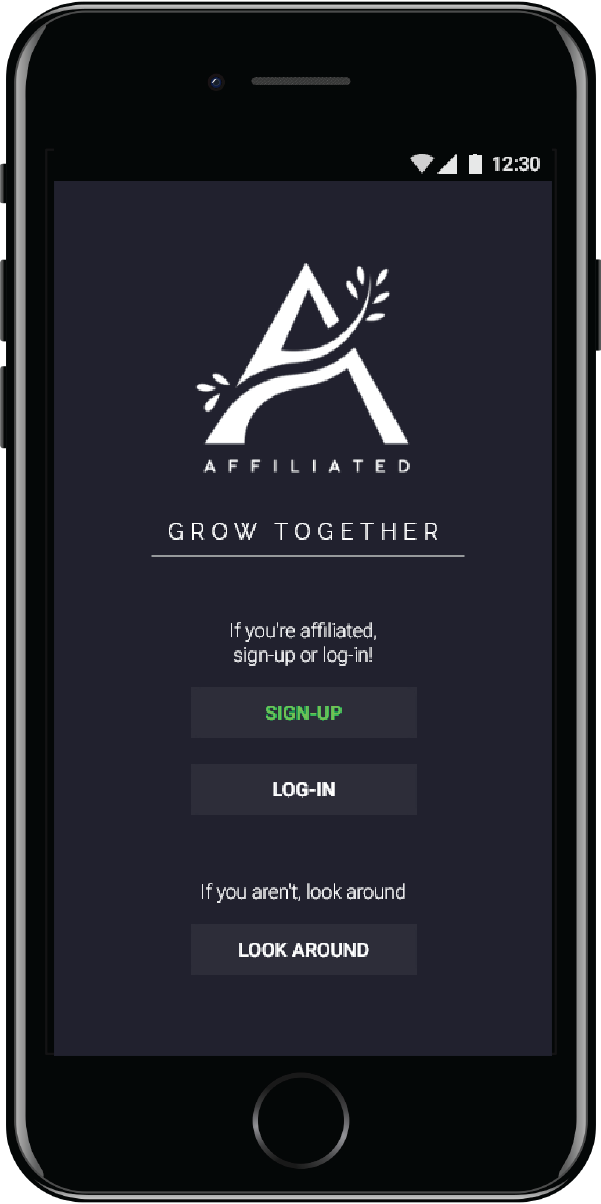 12:30
AFFILIATED
GROW TOGETHER
If you're affiliated,
sign-up or log-in!
SIGN-UP
LOG-IN
If you aren't, look around
LOOK AROUND